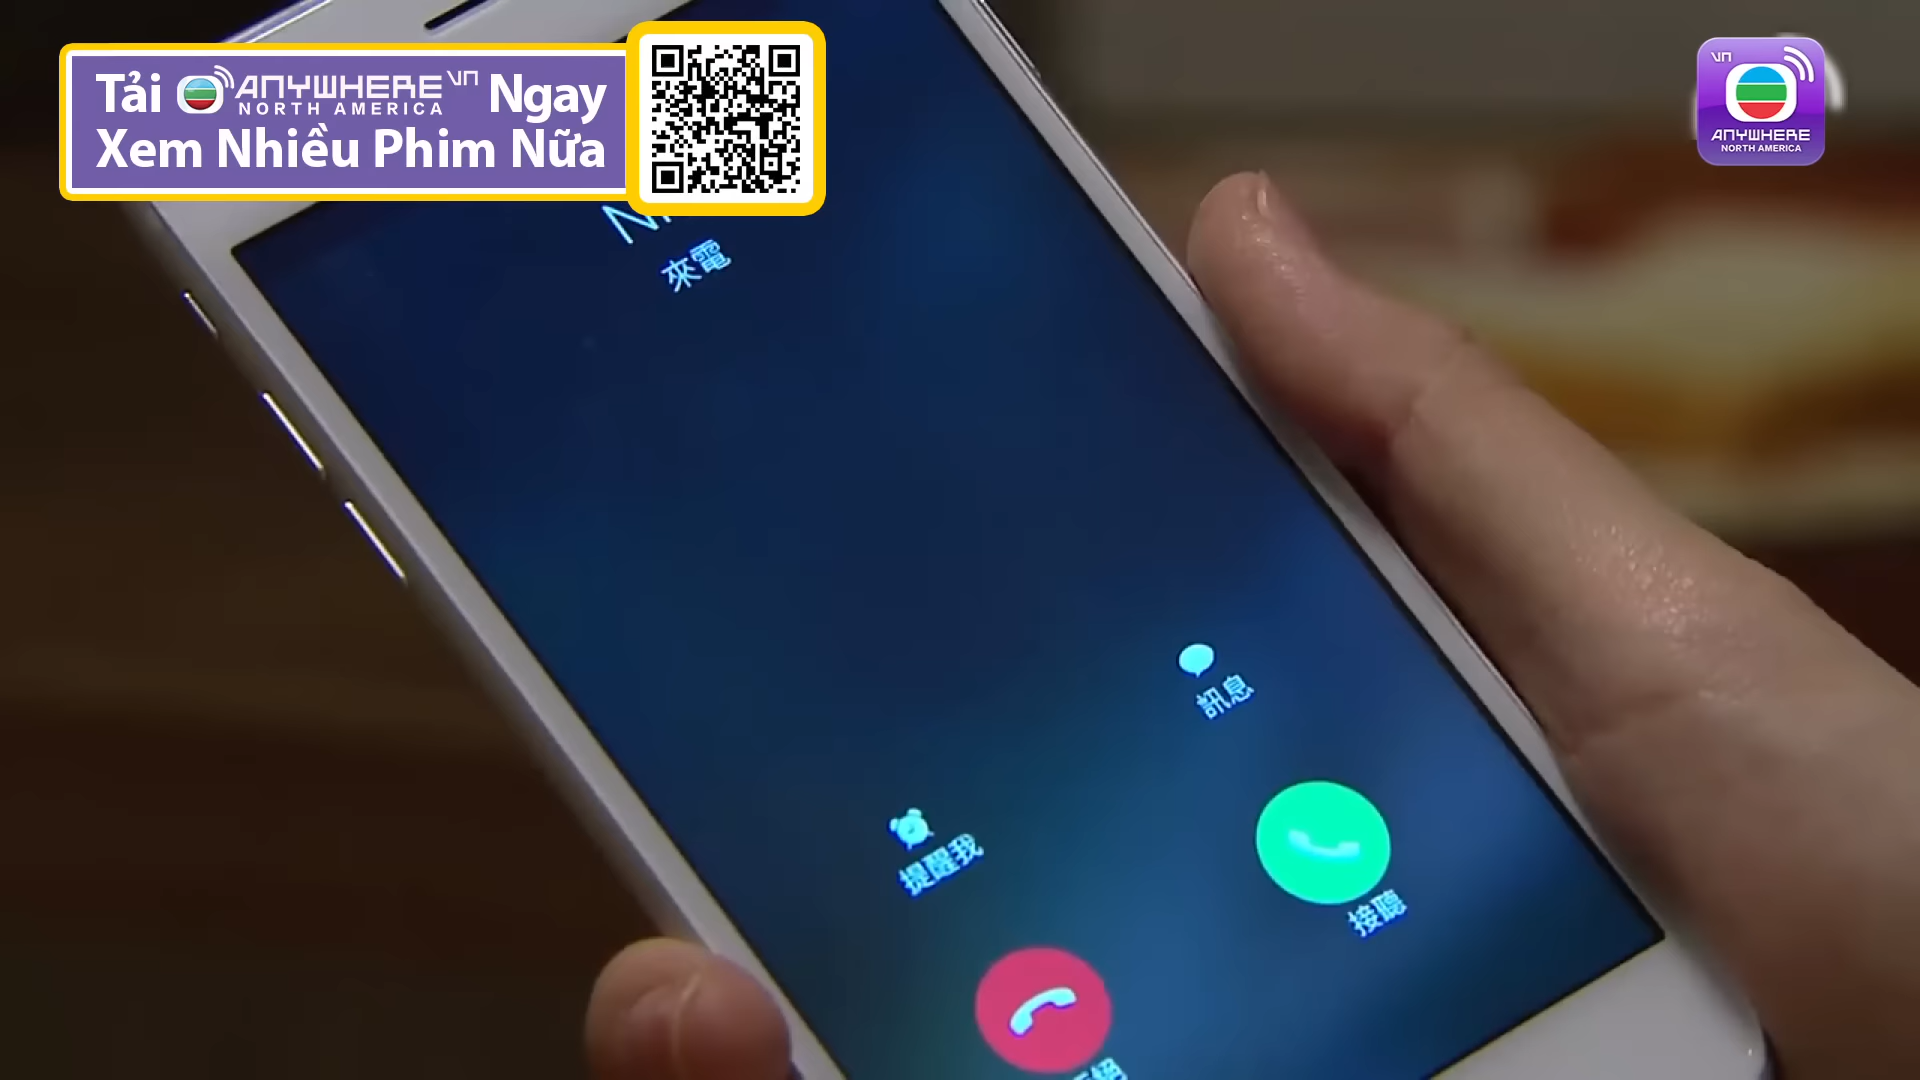 Tải ANYWHERE VN Ngay
NORTH AMERICA
Xem Nhiều Phim Nữa
VN
ANYWHERE
NORTH AMERICA
來電
訊息
提醒我
接聽